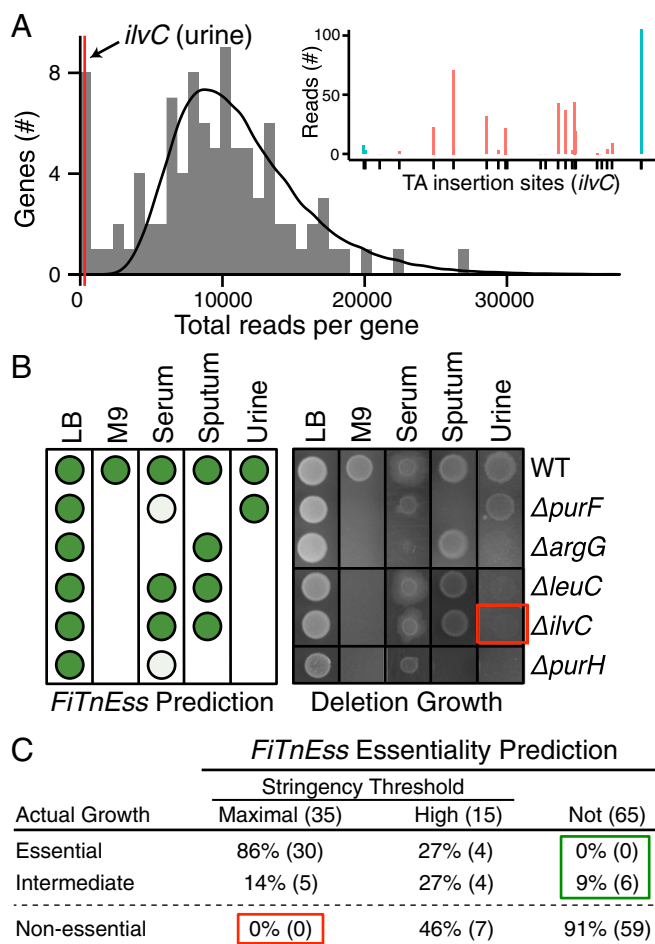 A
ilvC (urine)
Genes (#)
8
4
0
0
10000
20000
30000
Total reads per gene
Reads (#)
100
50
0
TA insertion sites (ilvC)
B
LB M9 Serum Sputum Urine
LB M9 Serum Sputum Urine
WT
ΔpurF
ΔargG
ΔleuC
ΔilvC
ΔpurH
FiTnEss Prediction
Deletion Growth
C
FiTnEss Essentiality Prediction
Stringency Threshold
Actual Growth Maximal (35) High (15) Not (65)
Essential 86% (30) 27% (4) 0% (0)
Intermediate 14% (5) 27% (4) 9% (6)
Non-essential 0% (0) 46% (7) 91% (59)